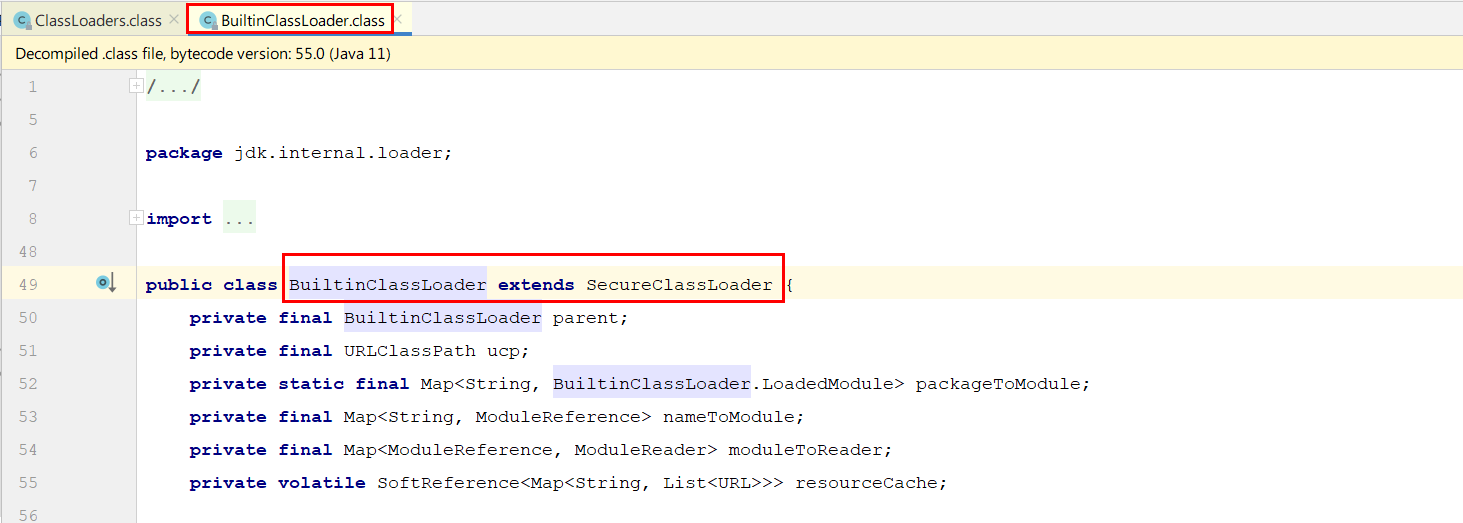 ClassLoaders.class BuiltinClassLoader.class
Decompiled .class file, bytecode version: 55.0 (Java 11)
1 /.../
5
6 package jdk.internal.loader;
7
8 import ...
48
49 public class BuiltinClassLoader extends SecureClassLoader {
50 private final BuiltinClassLoader parent;
51 private final URLClassPath ucp;
52 private static final Map<String, BuiltinClassLoader.LoadedModule> packageToModule;
53 private final Map<String, ModuleReference> nameToModule;
54 private final Map<ModuleReference, ModuleReader> moduleToReader;
55 private volatile SoftReference<Map<String, List<URL>>> resourceCache;
56